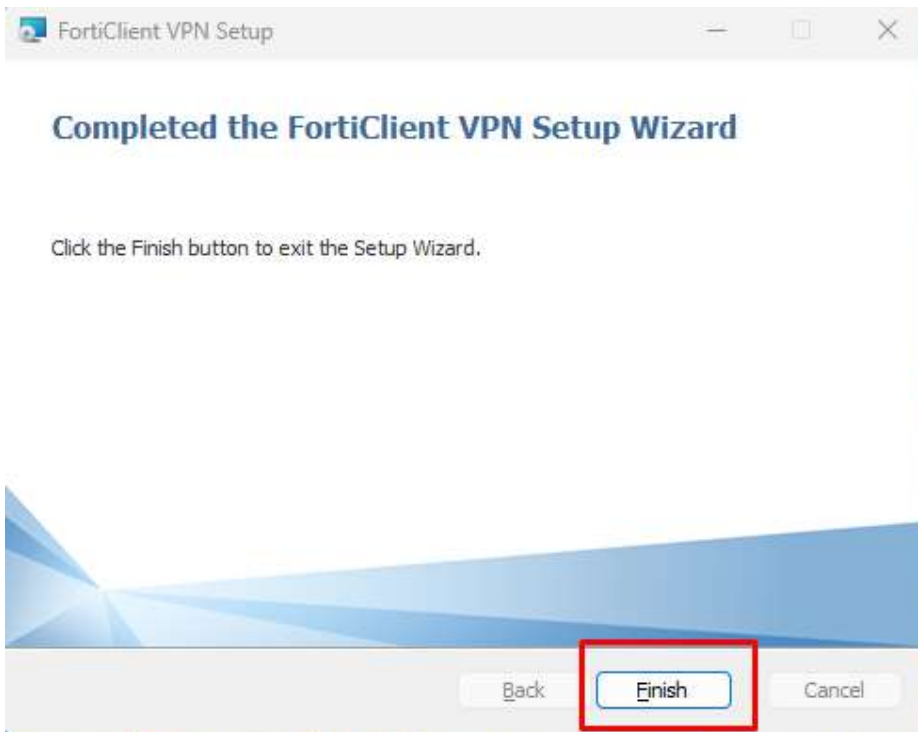 FortiClient VPN Setup
Completed the FortiClient VPN Setup Wizard
Click the Finish button to exit the Setup Wizard.
Back Finish Cancel